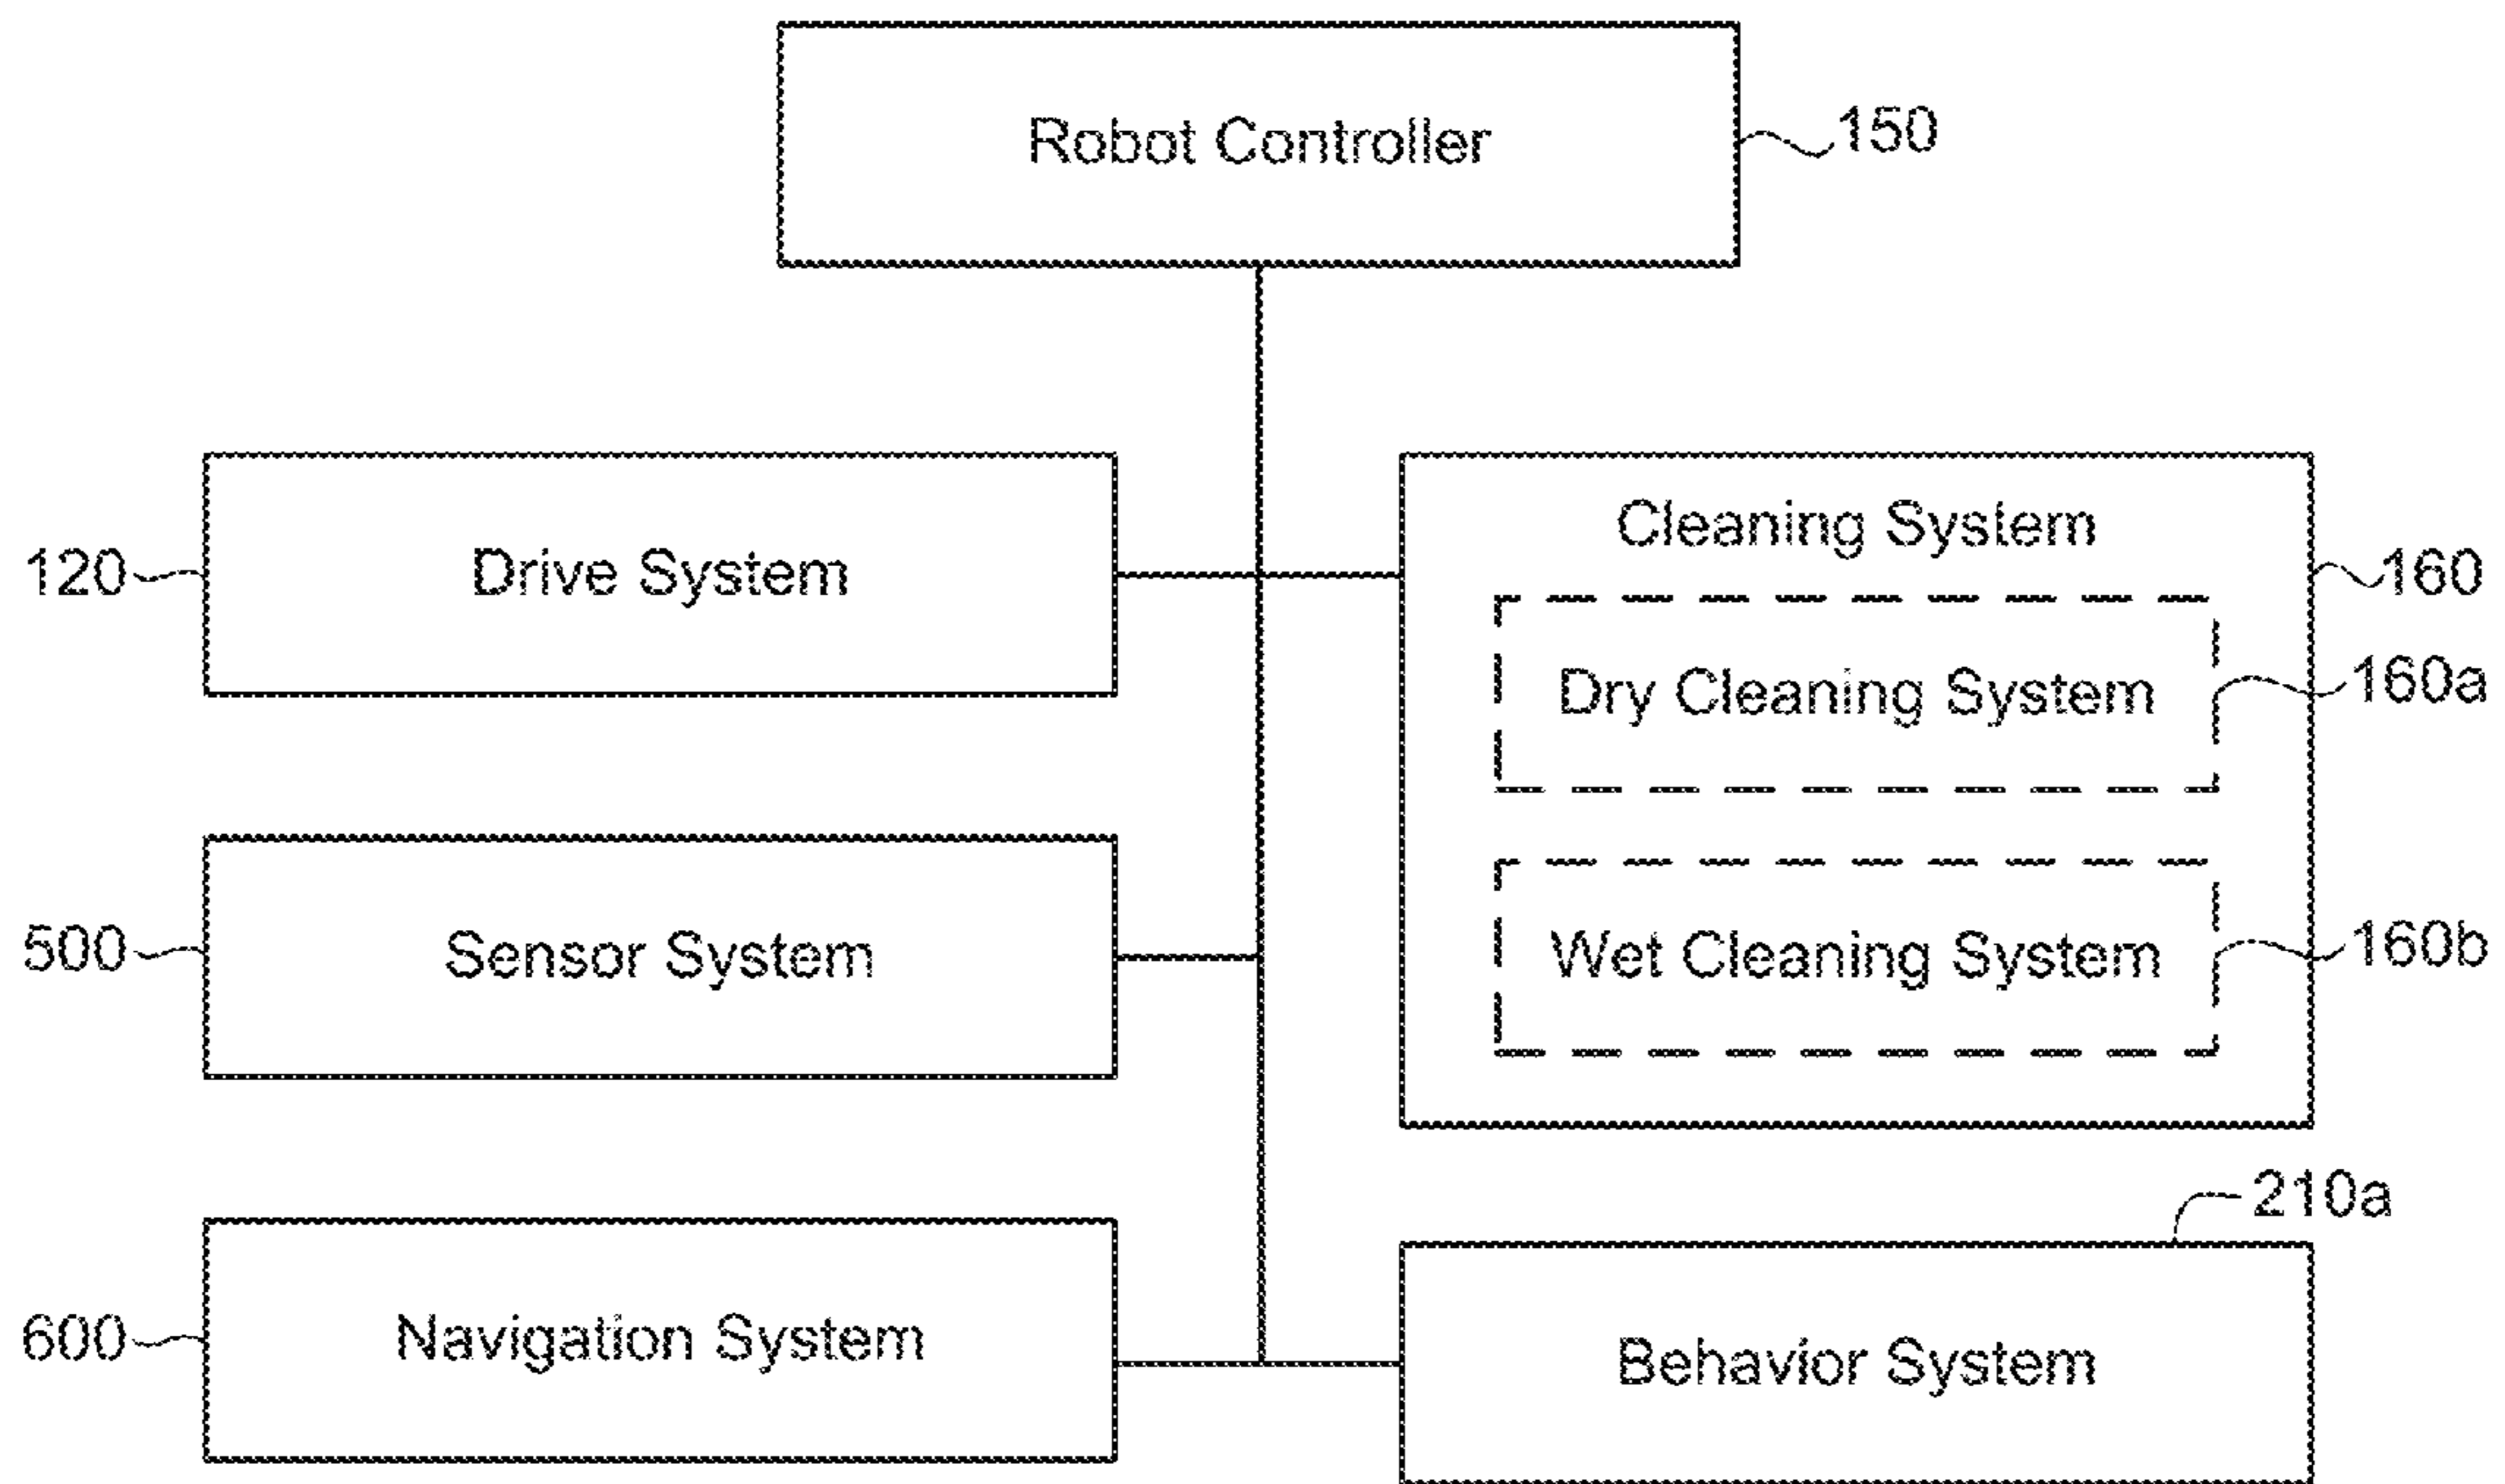 Robot Controller
150
120
Drive System
Cleaning System
160
Dry Cleaning System
160a
500
Sensor System
Wet Cleaning System
160b
210a
600
Navigation System
Behavior System